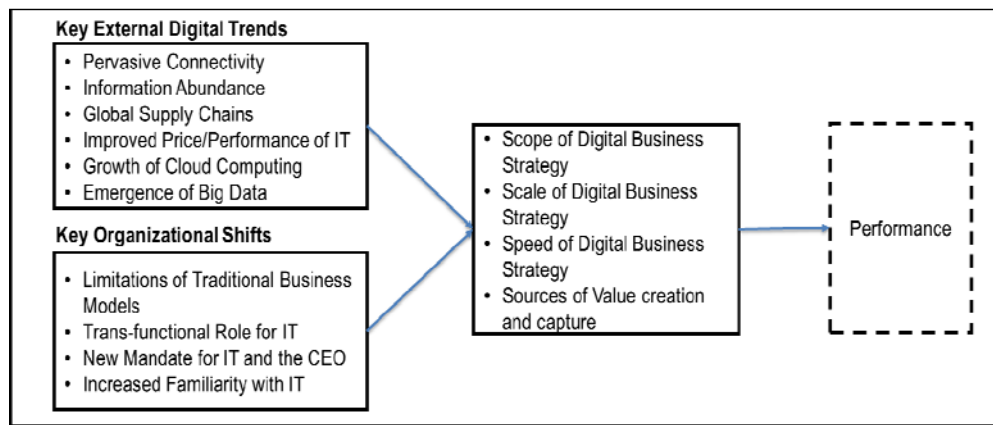 Key External Digital Trends
• Pervasive Connectivity
• Information Abundance
• Global Supply Chains
• Improved Price/Performance of IT
• Growth of Cloud Computing
• Emergence of Big Data
Key Organizational Shifts
• Limitations of Traditional Business
Models
• Trans-functional Role for IT
• New Mandate for IT and the CEO
• Increased Familiarity with IT
• Scope of Digital Business
Strategy
• Scale of Digital Business
Strategy
• Speed of Digital Business
Strategy
• Sources of Value creation
and capture
Performance